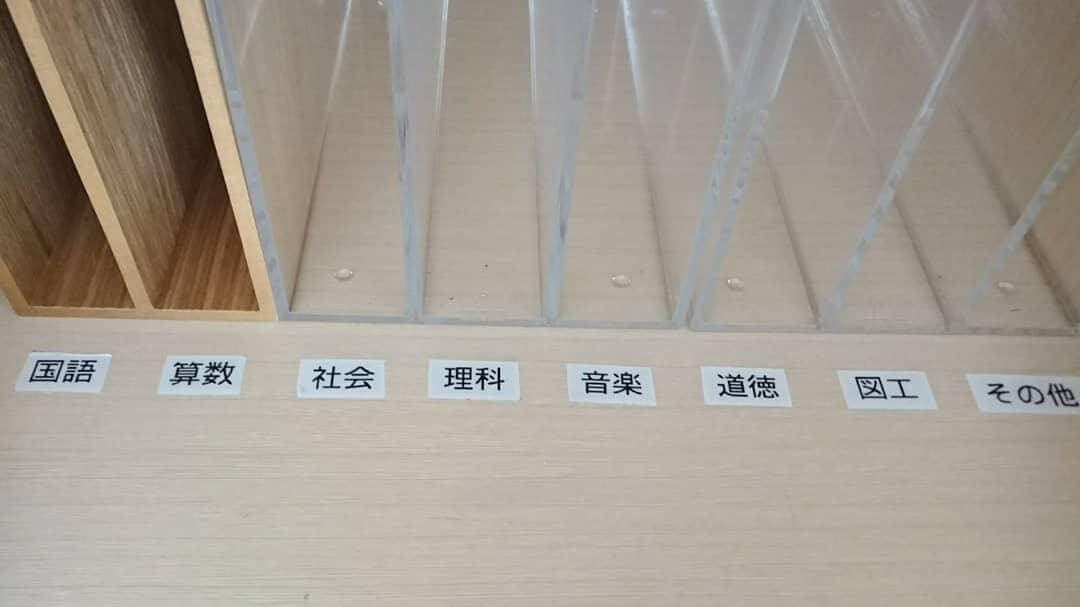 国語 算数 社会 理科 音楽 道徳 図工 その他